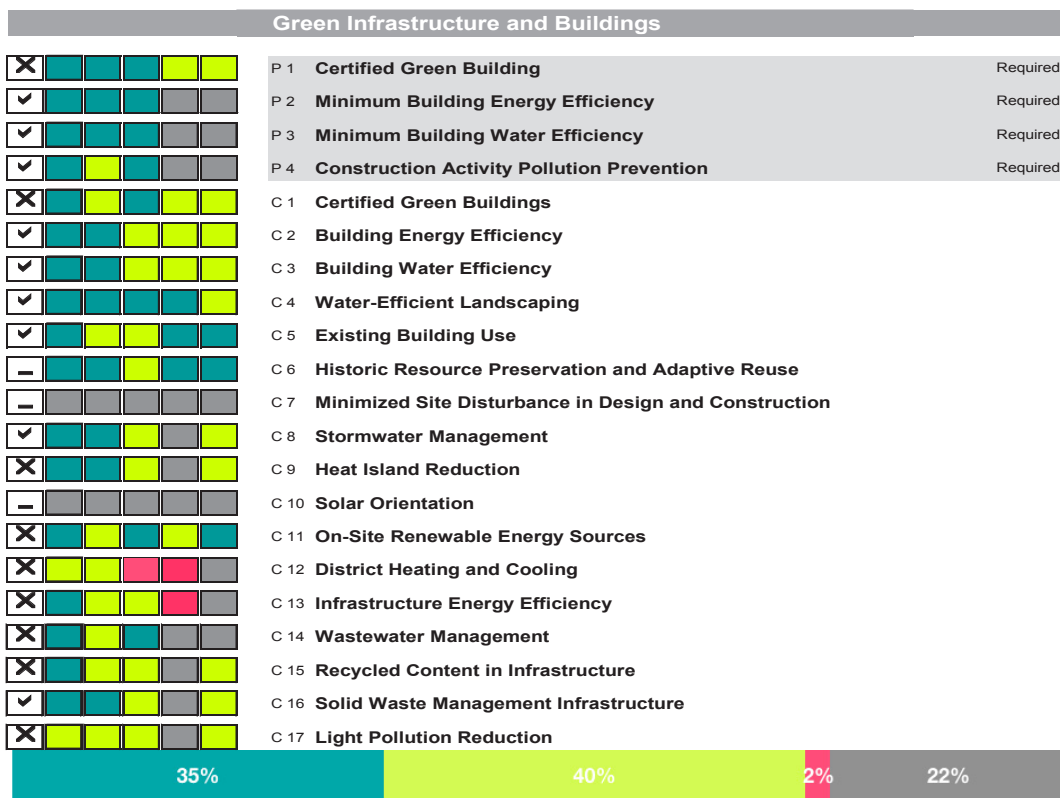 Green Infrastructure and Buildings
P 1 Certified Green Building Required
P 2 Minimum Building Energy Efficiency Required
P 3 Minimum Building Water Efficiency Required
P 4 Construction Activity Pollution Prevention Required
C 1 Certified Green Buildings
C 2 Building Energy Efficiency
C 3 Building Water Efficiency
C 4 Water-Efficient Landscaping
C 5 Existing Building Use
C 6 Historic Resource Preservation and Adaptive Reuse
C 7 Minimized Site Disturbance in Design and Construction
C 8 Stormwater Management
C 9 Heat Island Reduction
C 10 Solar Orientation
C 11 On-Site Renewable Energy Sources
C 12 District Heating and Cooling
C 13 Infrastructure Energy Efficiency
C 14 Wastewater Management
C 15 Recycled Content in Infrastructure
C 16 Solid Waste Management Infrastructure
C 17 Light Pollution Reduction
35% 40% 2% 22%